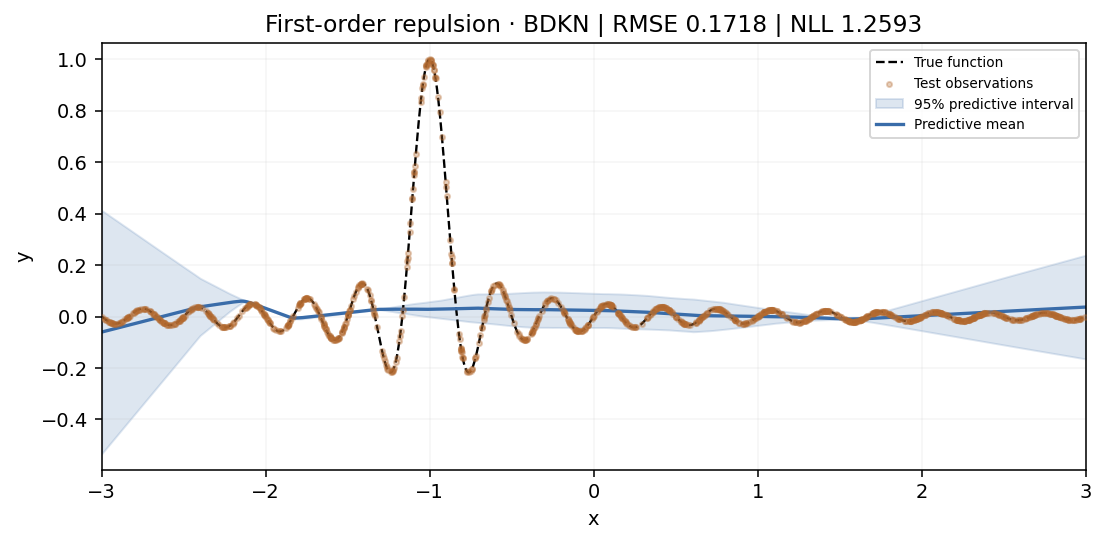 First-order repulsion · BDKN | RMSE 0.1718 | NLL 1.2593
True function
Test observations
95% predictive interval
Predictive mean
y
1.0
0.8
0.6
0.4
0.2
0.0
−0.2
−0.4
−3
−2
−1
0
1
2
3
x